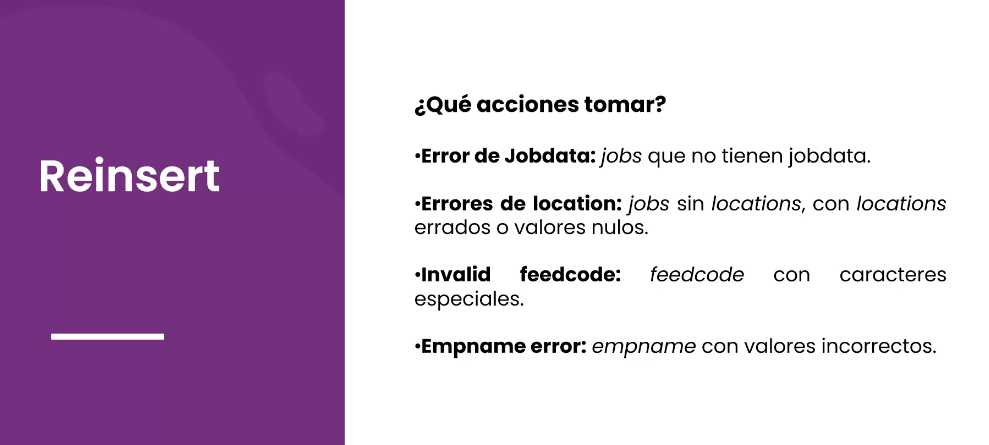 Reinsert
¿Qué acciones tomar?
•Error de Jobdata: jobs que no tienen jobdata.
•Errores de location: jobs sin locations, con locations
errados o valores nulos.
•Invalid feedcode: feedcode con caracteres
especiales.
•Empname error: empname con valores incorrectos.